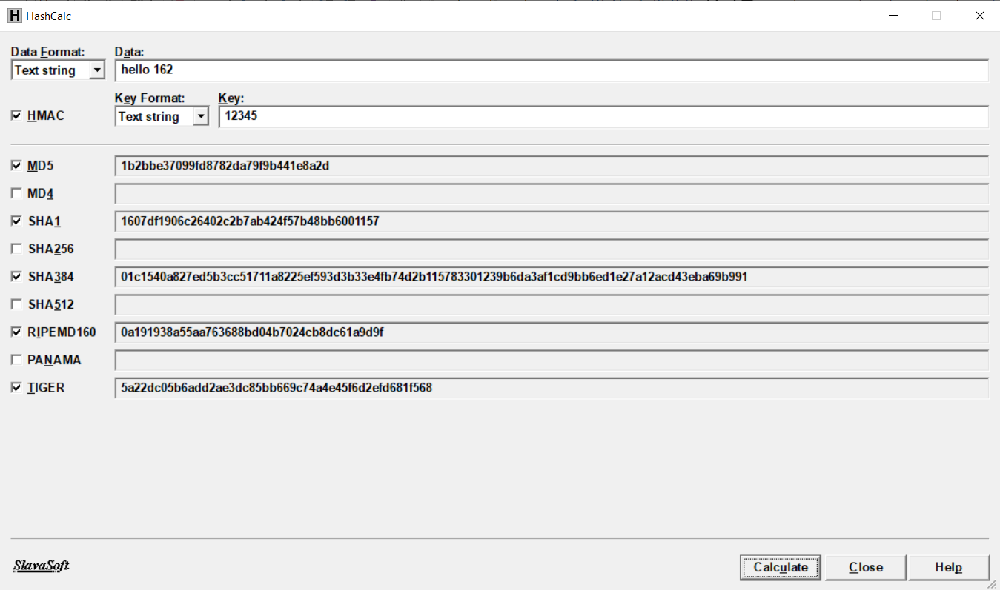 HashCalc
Data Format: Data:
Text string hello 162
Key Format: Key:
HMAC Text string 12345
MD5 1b2bbe37099fd8782da79f9b441e8a2d
MD4
SHA1 1607df1906c26402c2b7ab424f57b48bb6001157
SHA256
SHA384 01c1540a827ed5b3cc51711a8225ef593d3b33e4fb74d2b115783301239b6da3af1cd9bb6ed1e27a12acd43eba69b991
SHA512
RIPEMD160 0a191938a55aa763688bd04b7024cb8dc61a9d9f
PANAMA
TIGER 5a22dc05b6add2ae3dc85bb669c74a4e45f6d2efd681f568
SlavaSoft Calculate Close Help